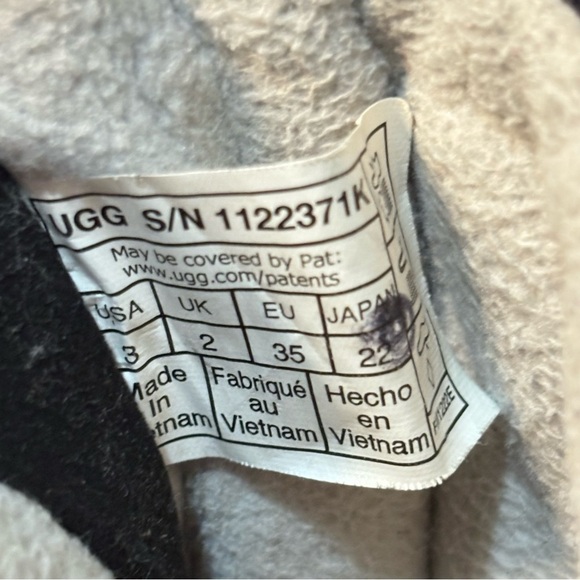 UGG S/N 1122371K
May be covered by Pat:
www.ugg.com/patents
USA UK EU JAPAN
3 2 35 22
Made In Vietnam
Fabriqué au Vietnam
Hecho en Vietnam